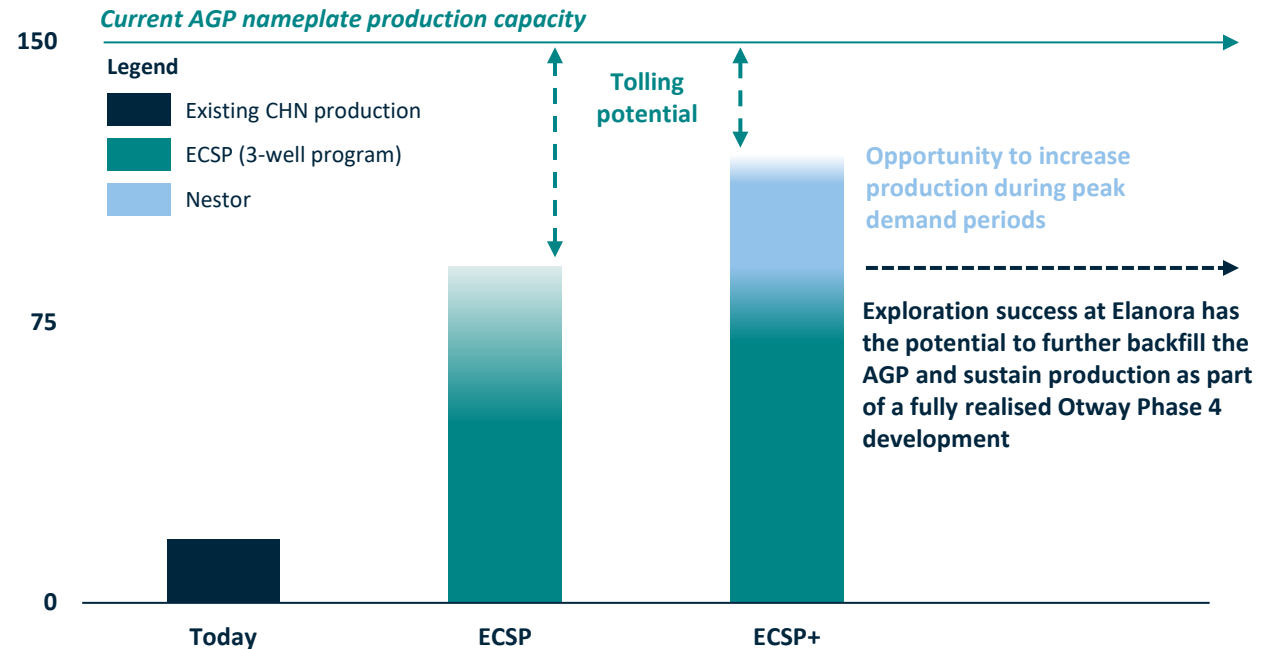 Current AGP nameplate production capacity
150
Legend
Existing CHN production
ECSP (3-well program)
Nestor
Tolling
potential
Opportunity to increase
production during peak
demand periods
75
Exploration success at Elanora has
the potential to further backfill the
AGP and sustain production as part
of a fully realised Otway Phase 4
development
0
Today
ECSP
ECSP+